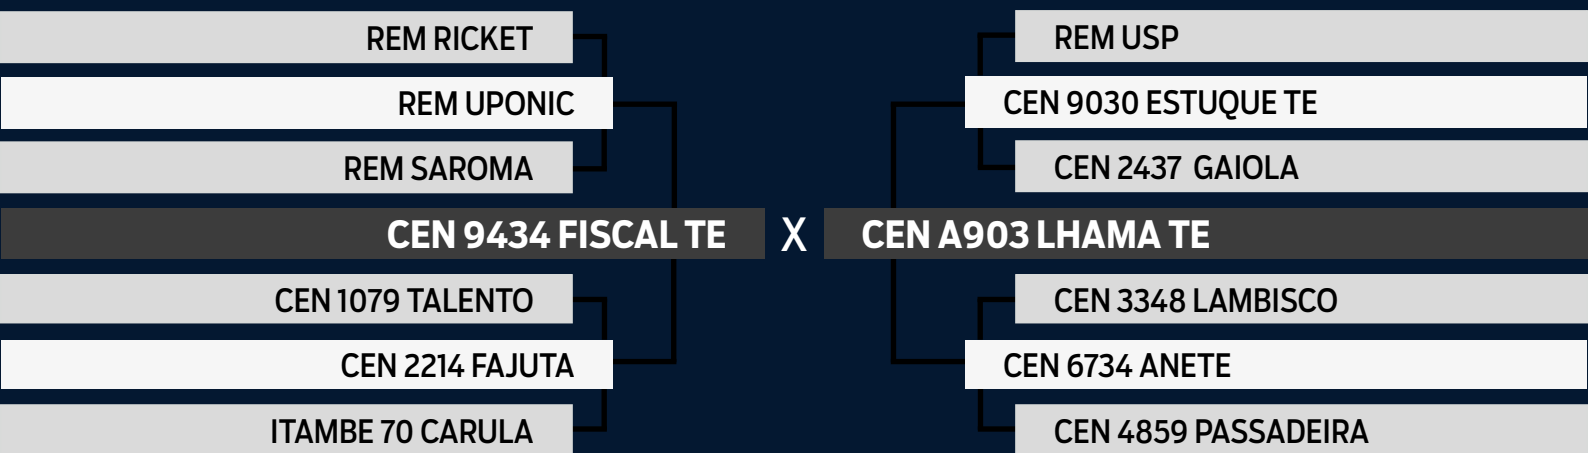 REM RICKET
REM UPONIC
REM SAROMA
CEN 9434 FISCAL TE
CEN 1079 TALENTO
CEN 2214 FAJUTA
ITAMBE 70 CARULA
X
REM USP
CEN 9030 ESTUQUE TE
CEN 2437 GAIOLA
CEN A903 LHAMA TE
CEN 3348 LAMBISCO
CEN 6734 ANETE
CEN 4859 PASSADEIRA